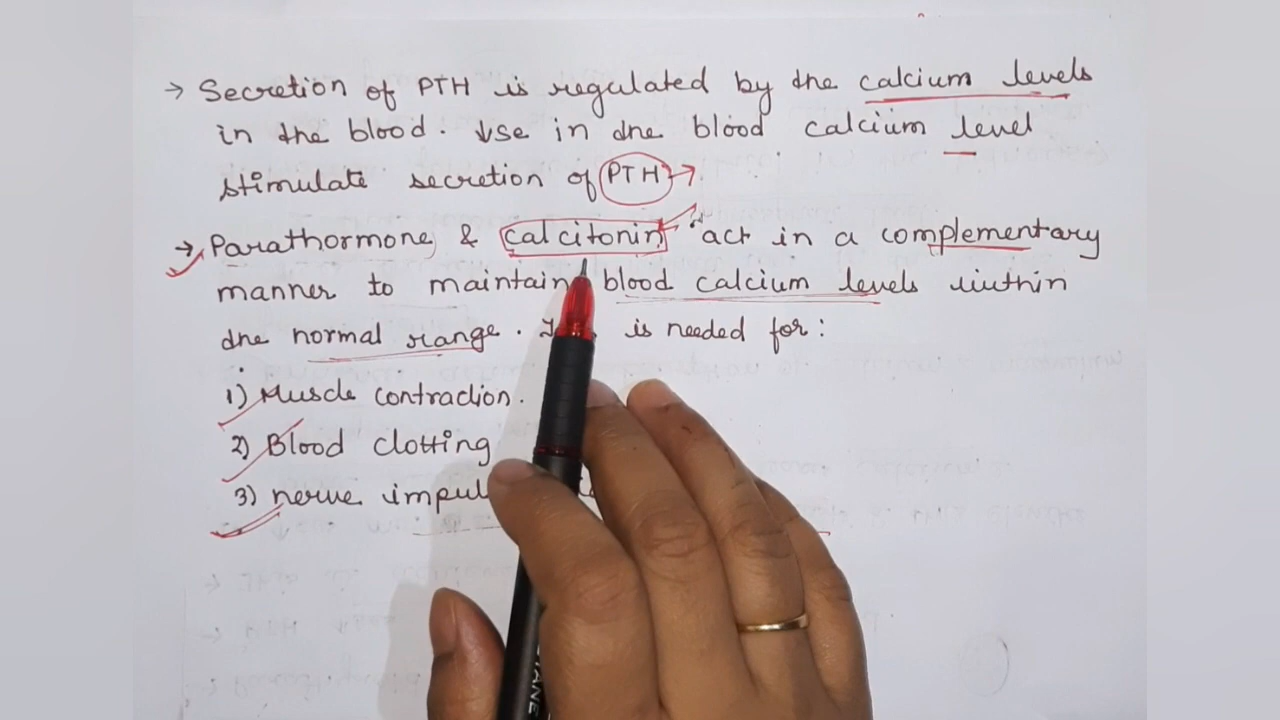 → Secretion of PTH is regulated by the calcium levels
in the blood. ↓se in the blood calcium level
stimulate secretion of PTH →
→ Parathormone & calcitonin act in a complementary
manner to maintain blood calcium levels within
the normal range. is needed for:
1) Muscle contraction.
2) Blood clotting
3) nerve